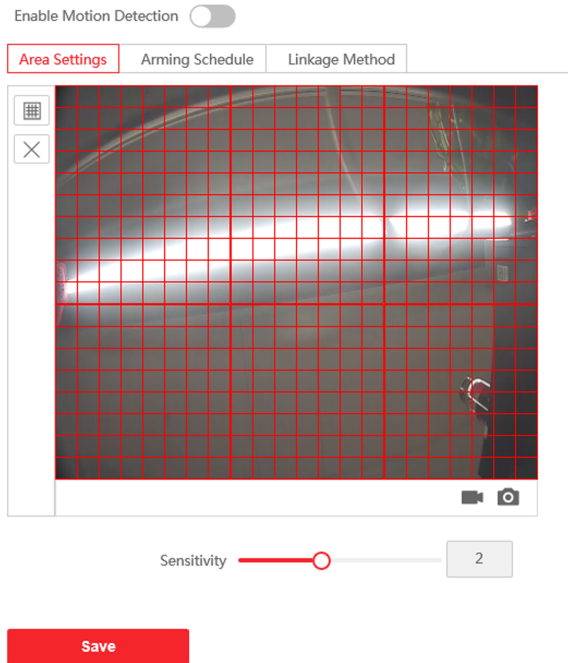 Enable Motion Detection
Area Settings Arming Schedule Linkage Method
Sensitivity 2
Save